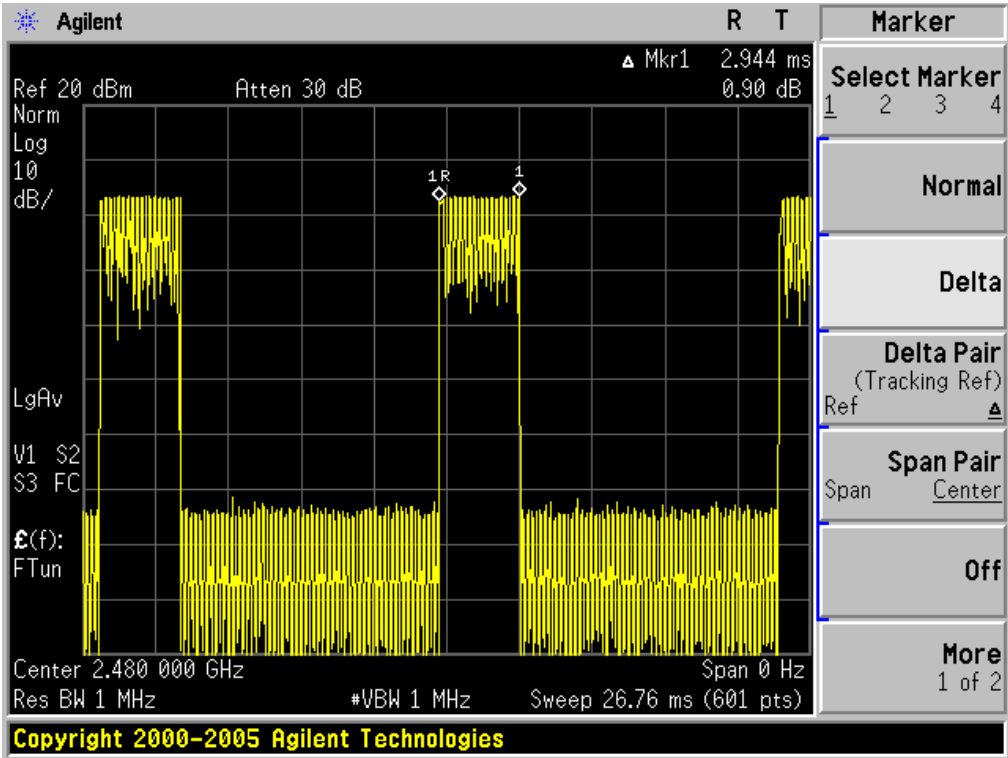 Agilent R T
Marker
Δ Mkr1 2.944 ms
Ref 20 dBm Atten 30 dB 0.90 dB
Norm
Log
10
dB/
1R
1
LgAv
V1 S2
S3 FC
£(f):
FTun
Center 2.480 000 GHz Span 0 Hz
Res BW 1 MHz #VBW 1 MHz Sweep 26.76 ms (601 pts)
Copyright 2000-2005 Agilent Technologies
Select Marker
1 2 3 4
Normal
Delta
Delta Pair
(Tracking Ref)
Ref Δ
Span Pair
Span Center
Off
More
1 of 2